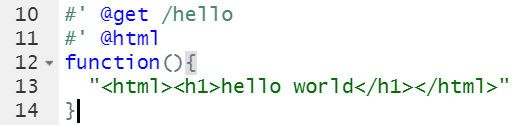 10 #' @get /hello
11 #' @html
12 function(){
13   "<html><h1>hello world</h1></html>"
14 }